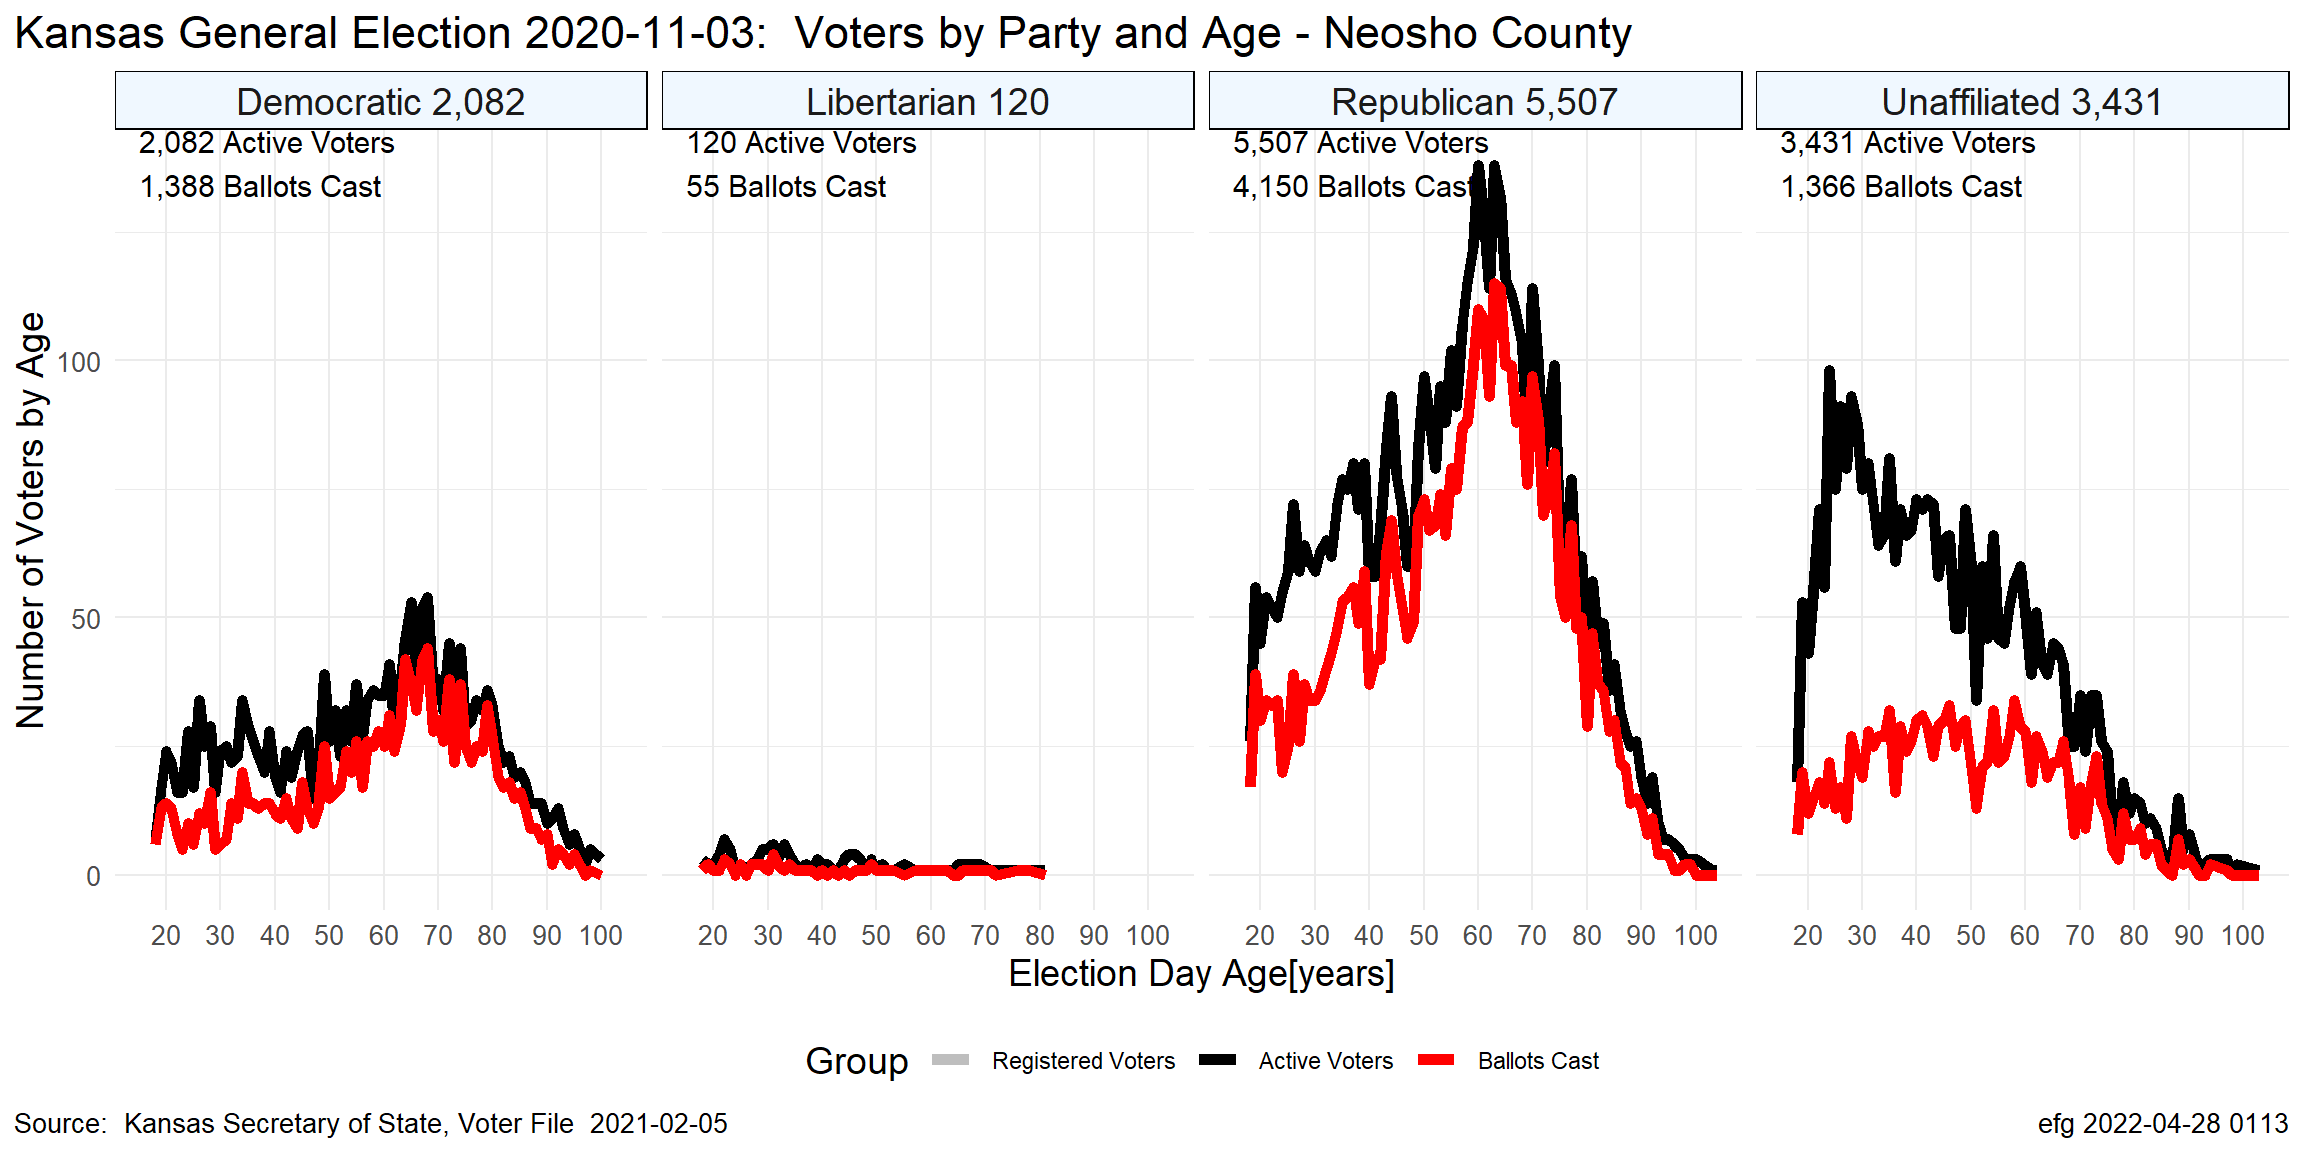 Kansas General Election 2020-11-03:  Voters by Party and Age - Neosho County
Democratic 2,082
Libertarian 120
Republican 5,507
Unaffiliated 3,431
2,082 Active Voters
1,388 Ballots Cast
120 Active Voters
55 Ballots Cast
5,507 Active Voters
4,150 Ballots Cast
3,431 Active Voters
1,366 Ballots Cast
Number of Voters by Age
100
50
0
20 30 40 50 60 70 80 90 100
20 30 40 50 60 70 80 90 100
20 30 40 50 60 70 80 90 100
20 30 40 50 60 70 80 90 100
Election Day Age[years]
Group Registered Voters Active Voters Ballots Cast
Source:  Kansas Secretary of State, Voter File  2021-02-05
efg 2022-04-28 0113